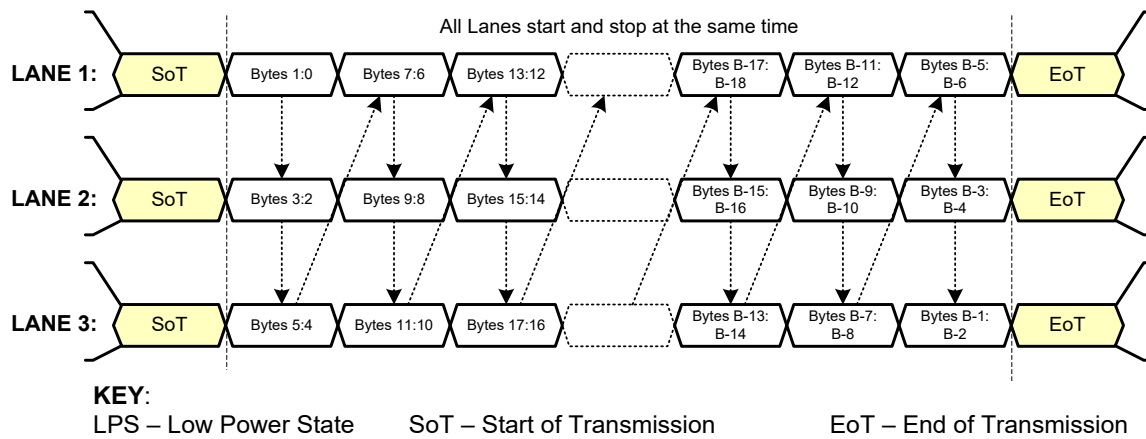 All Lanes start and stop at the same time
LANE 1: SoT Bytes 1:0 Bytes 7:6 Bytes 13:12 Bytes B-17: B-18 Bytes B-11: B-12 Bytes B-5: B-6 EoT
LANE 2: SoT Bytes 3:2 Bytes 9:8 Bytes 15:14 Bytes B-15: B-16 Bytes B-9: B-10 Bytes B-3: B-4 EoT
LANE 3: SoT Bytes 5:4 Bytes 11:10 Bytes 17:16 Bytes B-13: B-14 Bytes B-7: B-8 Bytes B-1: B-2 EoT
KEY:
LPS – Low Power State SoT – Start of Transmission EoT – End of Transmission